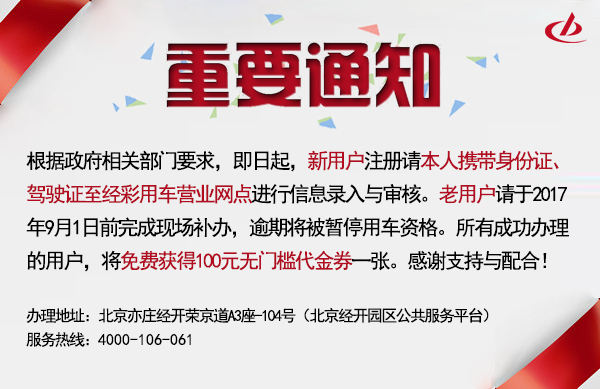 重要通知
根据政府相关部门要求，即日起，新用户注册请本人携带身份证、
驾驶证至经彩用车营业网点进行信息录入与审核。老用户请于2017
年9月1日前完成现场补办，逾期将被暂停用车资格。所有成功办理
的用户，将免费获得100元无门槛代金券一张。感谢支持与配合！
办理地址：北京亦庄经开荣京道A3座-104号（北京经开园区公共服务平台）
服务热线：4000-106-061